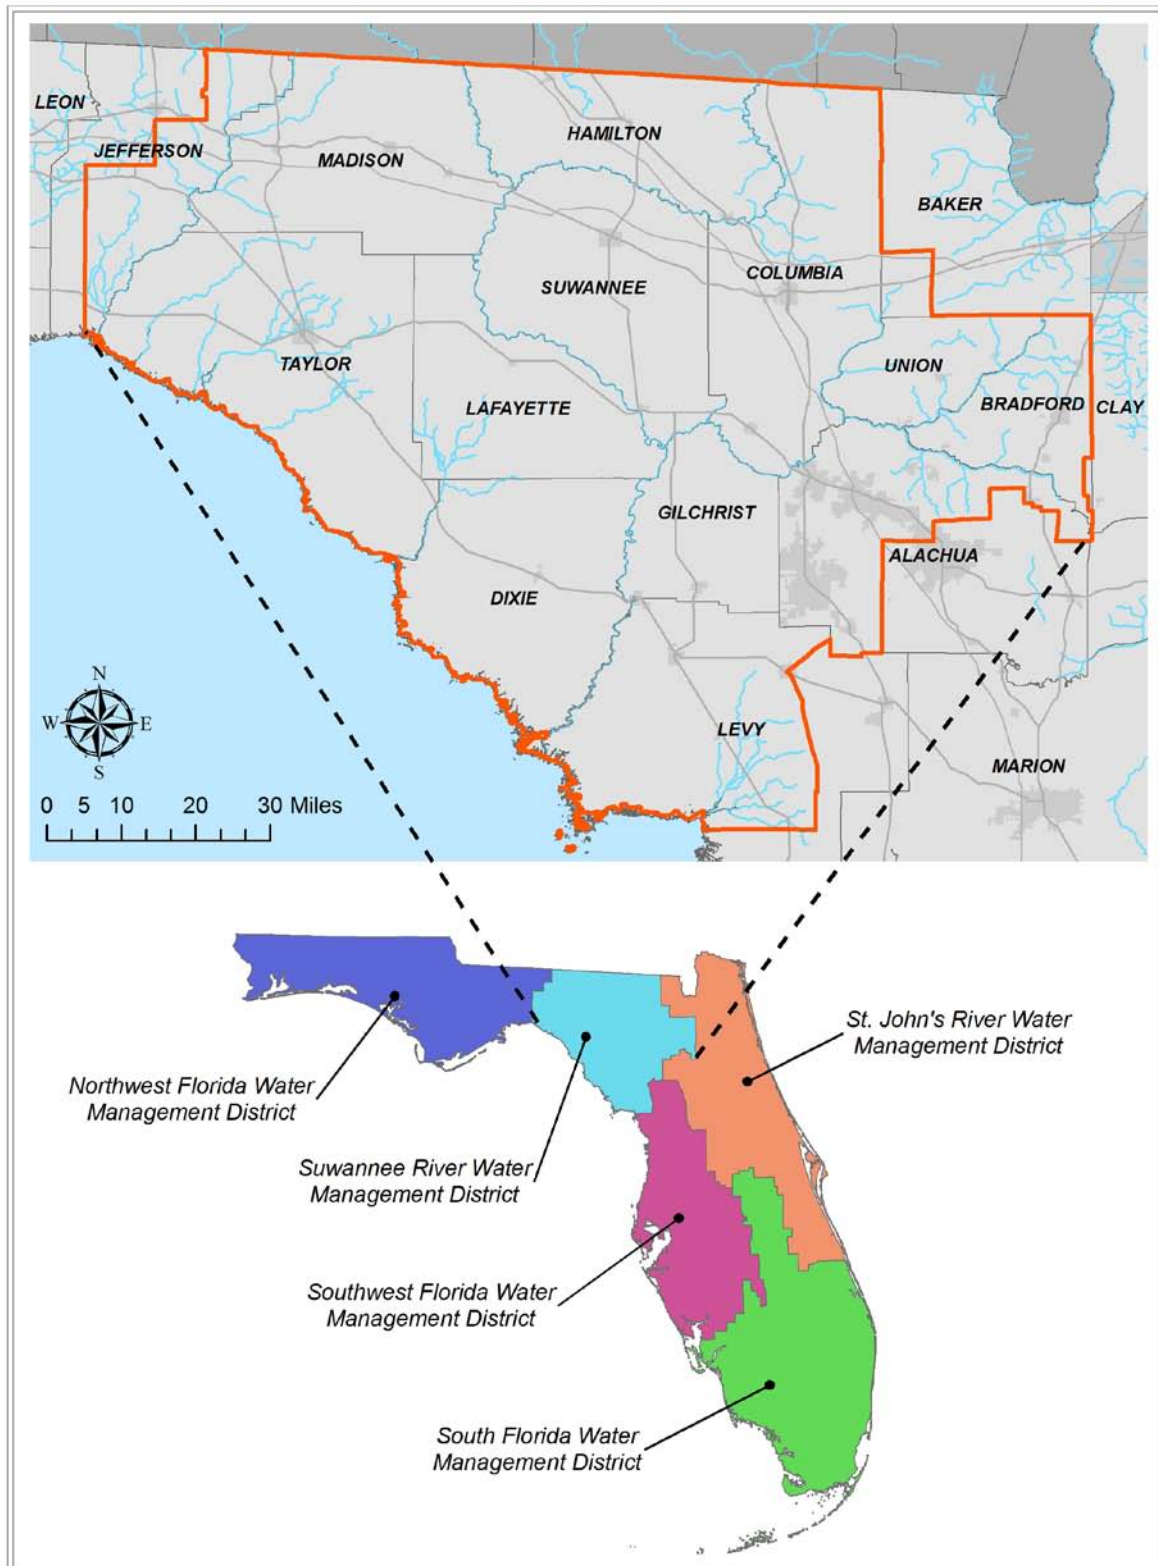 LEON
JEFFERSON
MADISON
HAMILTON
BAKER
COLUMBIA
SUWANNEE
TAYLOR
LAFAYETTE
UNION
BRADFORD
CLAY
GILCHRIST
ALACHUA
DIXIE
LEVY
MARION
N
W
E
S
0 5 10 20 30 Miles
St. John's River Water
Management District
Northwest Florida Water
Management District
Suwannee River Water
Management District
Southwest Florida Water
Management District
South Florida Water
Management District